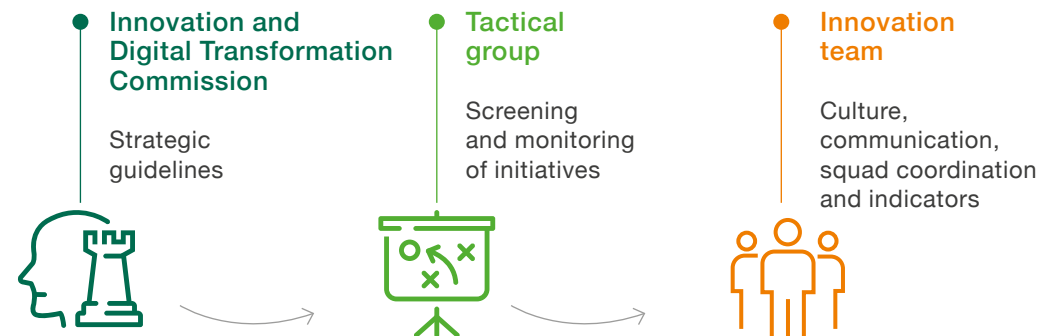 Innovation and
Digital Transformation
Commission
Strategic
guidelines
Tactical
group
Screening
and monitoring
of initiatives
Innovation
team
Culture,
communication,
squad coordination
and indicators